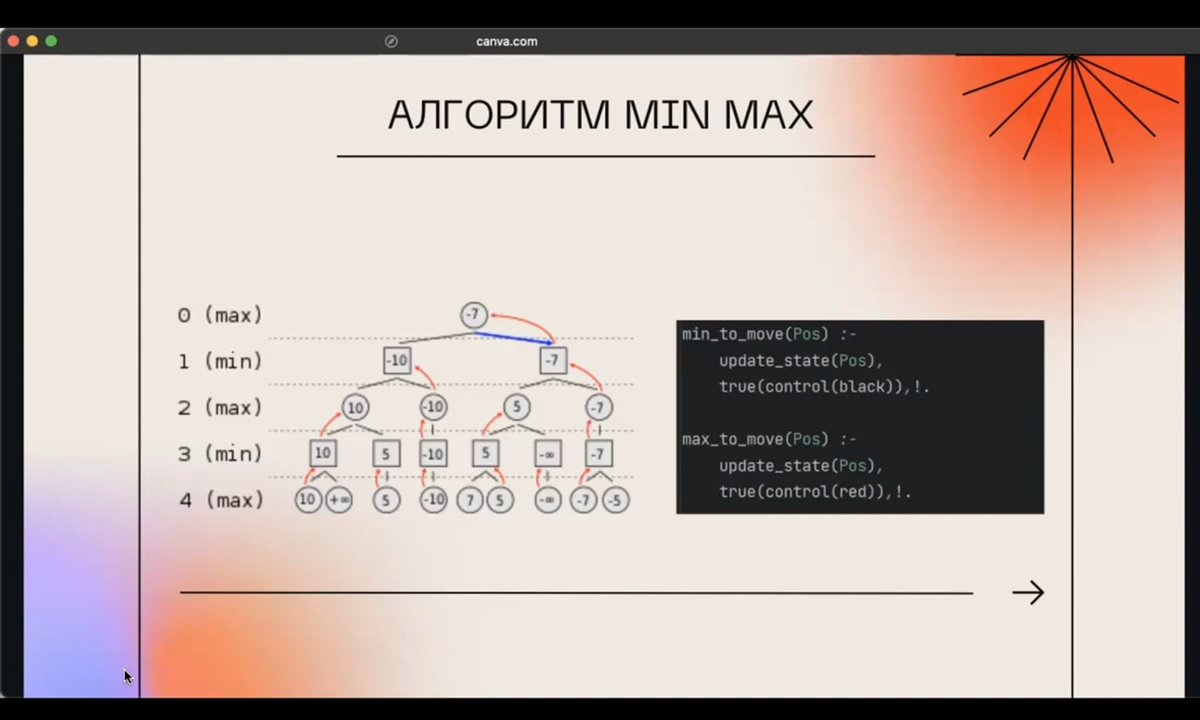 canva.com
АЛГОРИТМ MIN MAX
0 (max)
-7
1 (min)
-10 -7
2 (max)
10 -10 5 -7
3 (min)
10 5 -10 5 -∞ -7
4 (max)
10 +∞ 5 -10 7 5 -∞ -7 -5
min_to_move(Pos) :-
update_state(Pos),
true(control(black)),!.
max_to_move(Pos) :-
update_state(Pos),
true(control(red)),!.